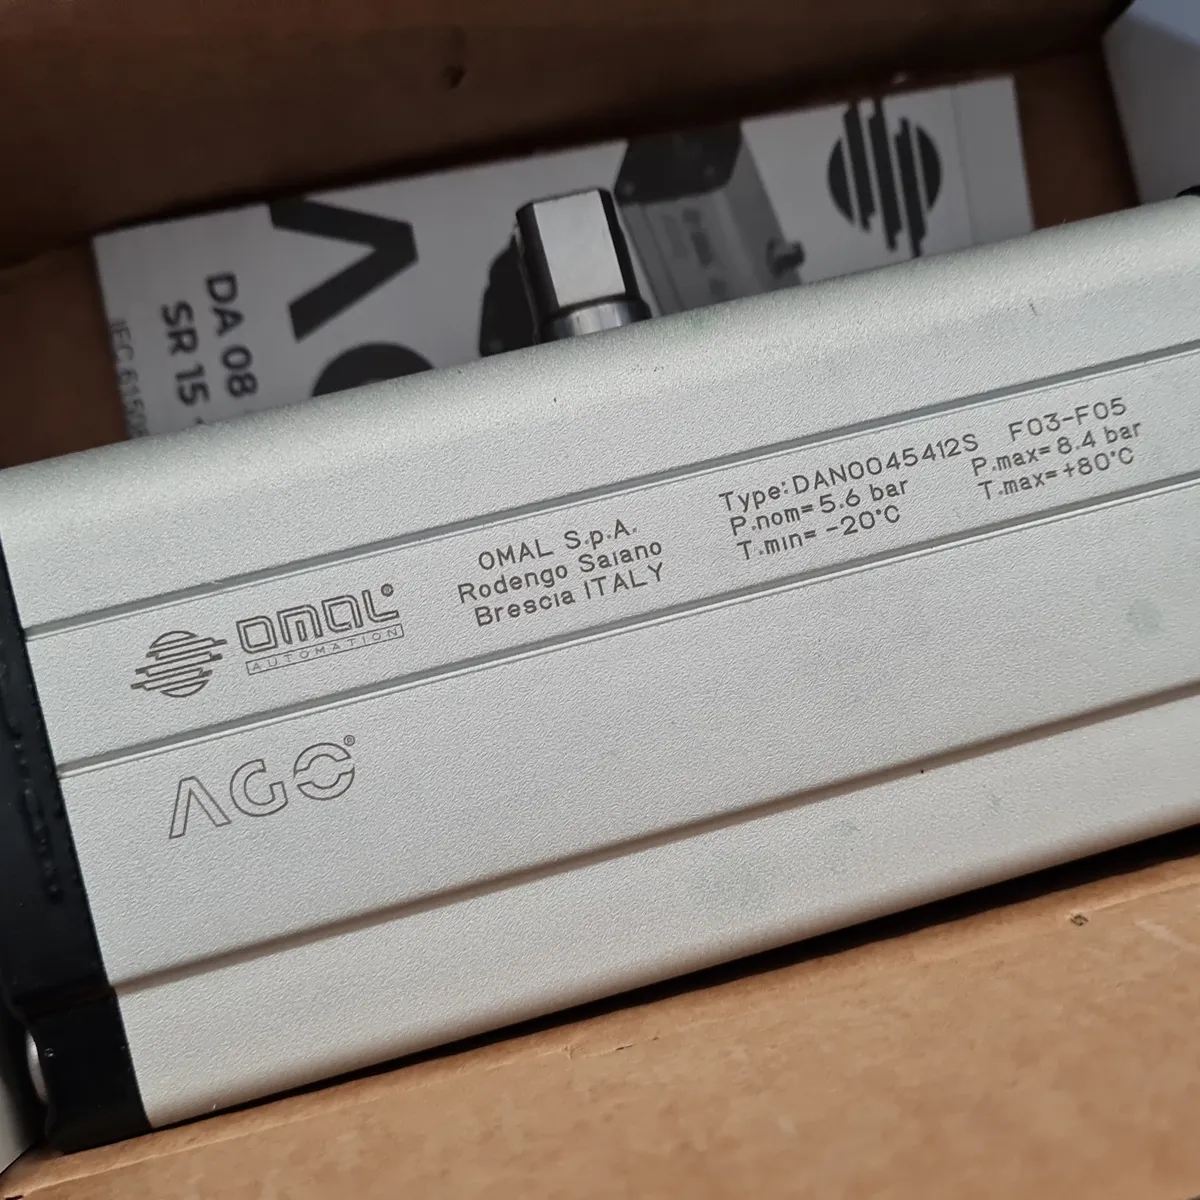 DA 08
SR 15
OMAL®
AUTOMATION
OMAL S.p.A.
Rodengo Saiano
Brescia ITALY
Type:DAN0045412S F03-F05
P.nom= 5.6 bar P.max= 8.4 bar
T.min= -20°C T.max= +80°C
AGO®